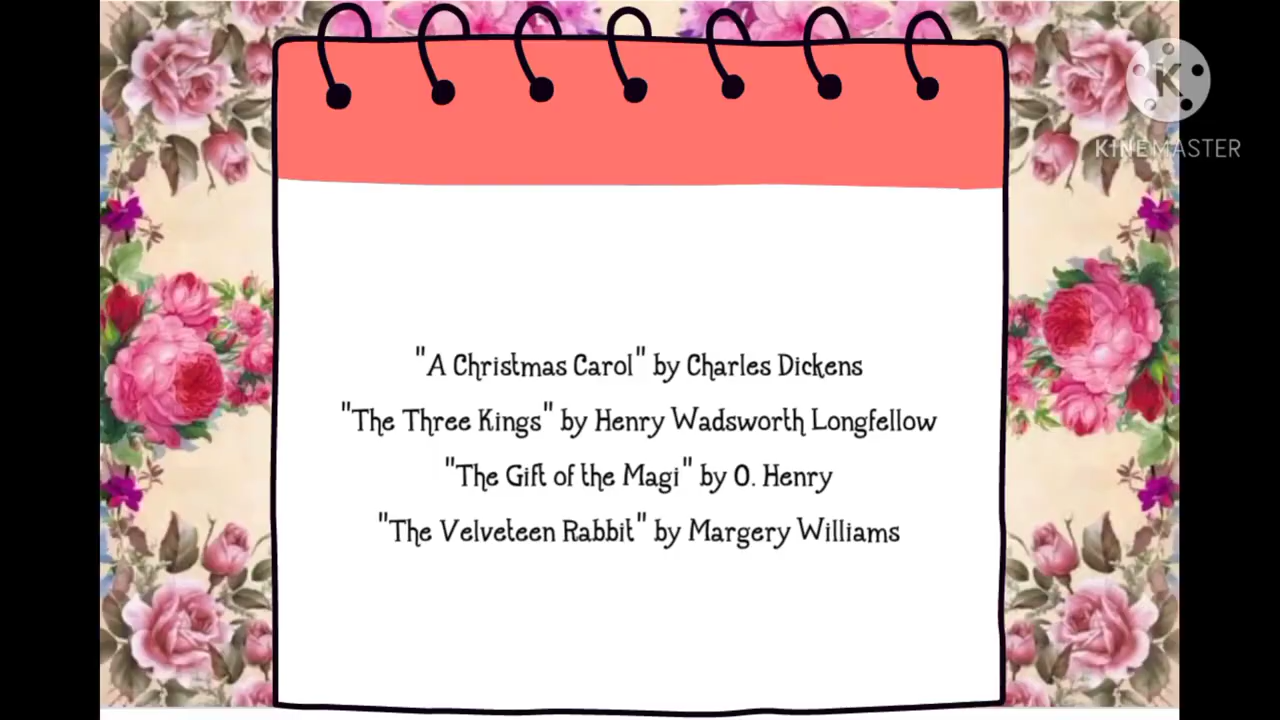 K
KINEMASTER
"A Christmas Carol" by Charles Dickens
"The Three Kings" by Henry Wadsworth Longfellow
"The Gift of the Magi" by O. Henry
"The Velveteen Rabbit" by Margery Williams